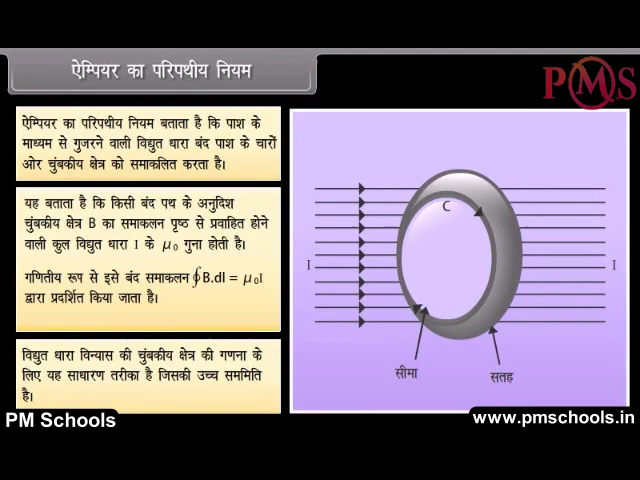 ऐम्पियर का परिपथीय नियम
PMS
ऐम्पियर का परिपथीय नियम बताता है कि पाश के
माध्यम से गुजरने वाली विद्युत धारा बंद पाश के चारों
ओर चुंबकीय क्षेत्र को समाकलित करता है।
यह बताता है कि किसी बंद पथ के अनुदिश
चुंबकीय क्षेत्र B का समाकलन पृष्ठ से प्रवाहित होने
वाली कुल विद्युत धारा I के μ₀ गुना होती है।
गणितीय रूप से इसे बंद समाकलन ∮B.dl = μ₀I
द्वारा प्रदर्शित किया जाता है।
विद्युत धारा विन्यास की चुंबकीय क्षेत्र की गणना के
लिए यह साधारण तरीका है जिसकी उच्च सममिति
है।
C
I
I
सीमा
सतह
PM Schools
www.pmschools.in